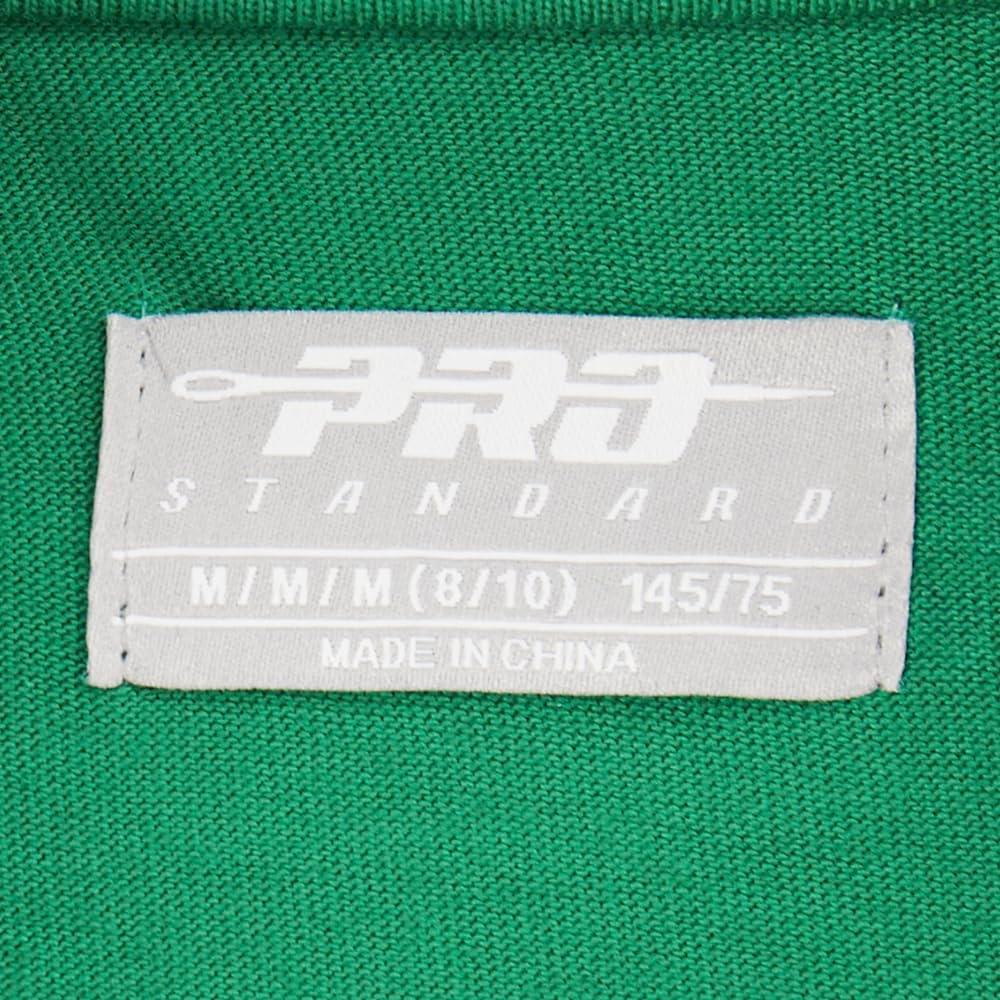 PRO
STANDARD
M/M/M (8/10) 145/75
MADE IN CHINA